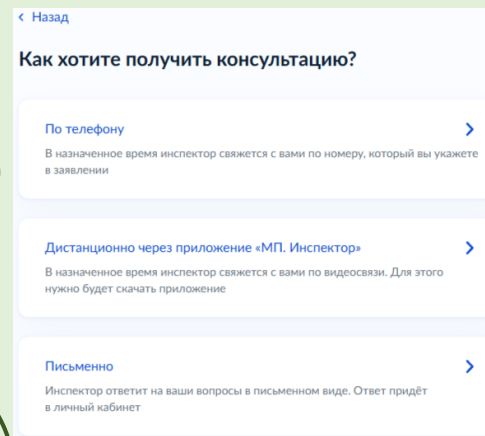 Назад
Как хотите получить консультацию?
По телефону
В назначенное время инспектор свяжется с вами по номеру, который вы укажете
в заявлении
Дистанционно через приложение «МП. Инспектор»
В назначенное время инспектор свяжется с вами по видеосвязи. Для этого
нужно будет скачать приложение
Письменно
Инспектор ответит на ваши вопросы в письменном виде. Ответ придёт
в личный кабинет